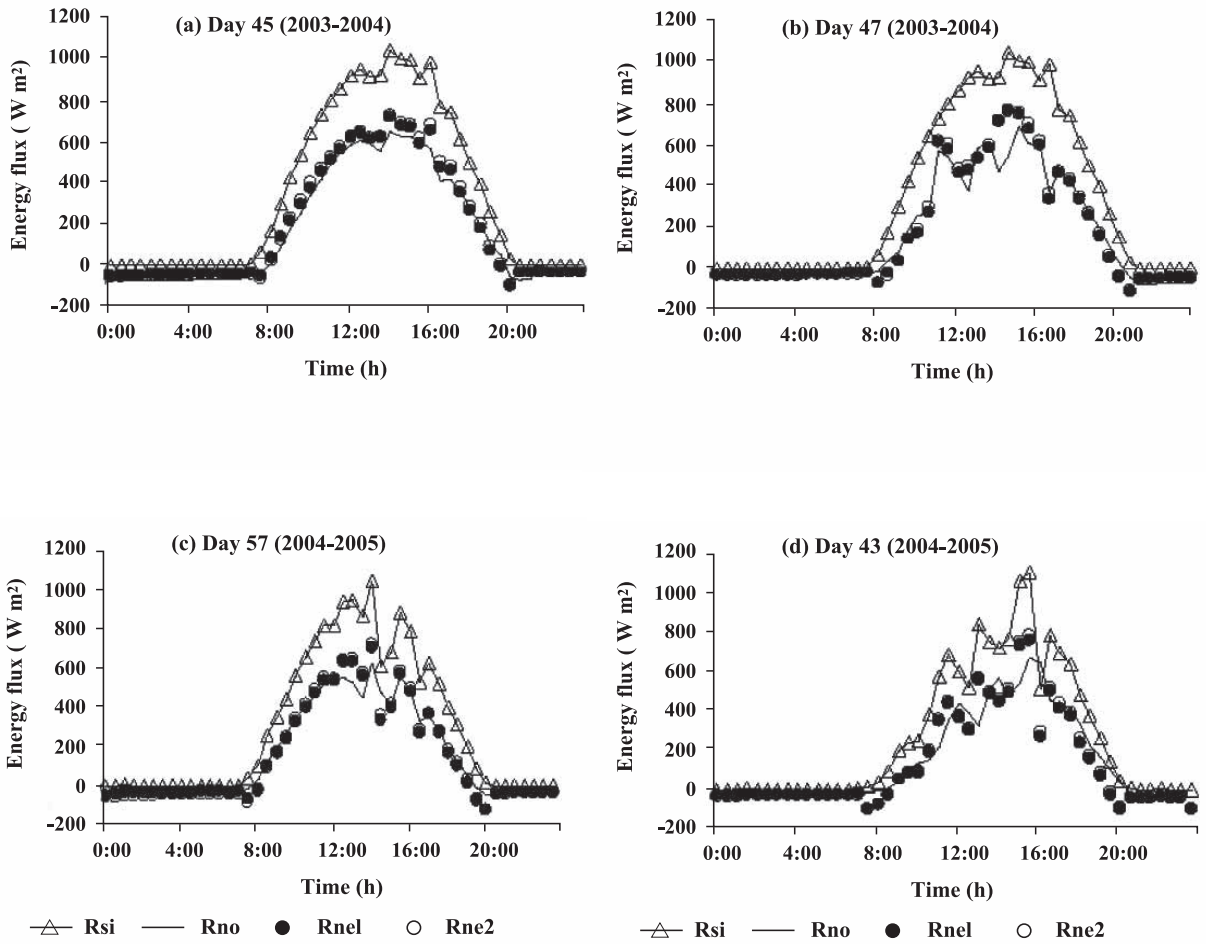 (a) Day 45 (2003-2004)
1200
1000
800
600
400
200
0
-200
Energy flux ( W m²)
0:00 4:00 8:00 12:00 16:00 20:00
Time (h)
(b) Day 47 (2003-2004)
1200
1000
800
600
400
200
0
-200
Energy flux ( W m²)
0:00 4:00 8:00 12:00 16:00 20:00
Time (h)
(c) Day 57 (2004-2005)
1200
1000
800
600
400
200
0
-200
Energy flux ( W m²)
0:00 4:00 8:00 12:00 16:00 20:00
Time (h)
Rsi Rno Rnel Rne2
(d) Day 43 (2004-2005)
1200
1000
800
600
400
200
0
-200
Energy flux ( W m²)
0:00 4:00 8:00 12:00 16:00 20:00
Time (h)
Rsi Rno Rnel Rne2